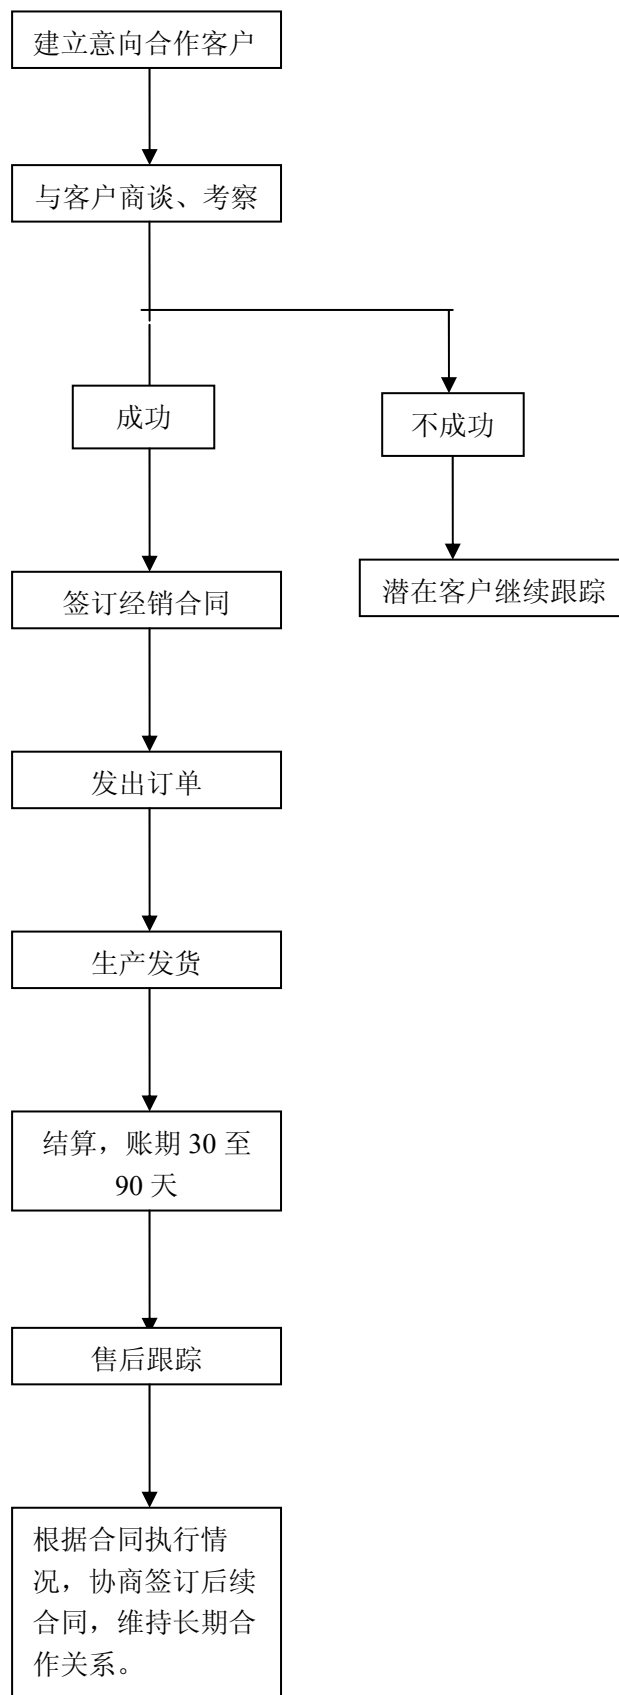 建立意向合作客户
与客户商谈、考察
成功
不成功
签订经销合同
潜在客户继续跟踪
发出订单
生产发货
结算，账期 30 至
90 天
售后跟踪
根据合同执行情
况，协商签订后续
合同，维持长期合
作关系。